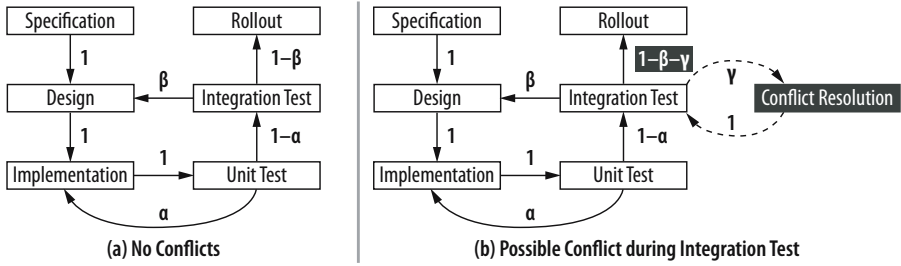 Specification
Rollout
1
1–β
β
Design
Integration Test
1
1–α
1
Implementation
Unit Test
α
(a) No Conflicts
Specification
Rollout
1
1–β–γ
β
γ
Design
Integration Test
Conflict Resolution
1
1
1–α
1
Implementation
Unit Test
α
(b) Possible Conflict during Integration Test